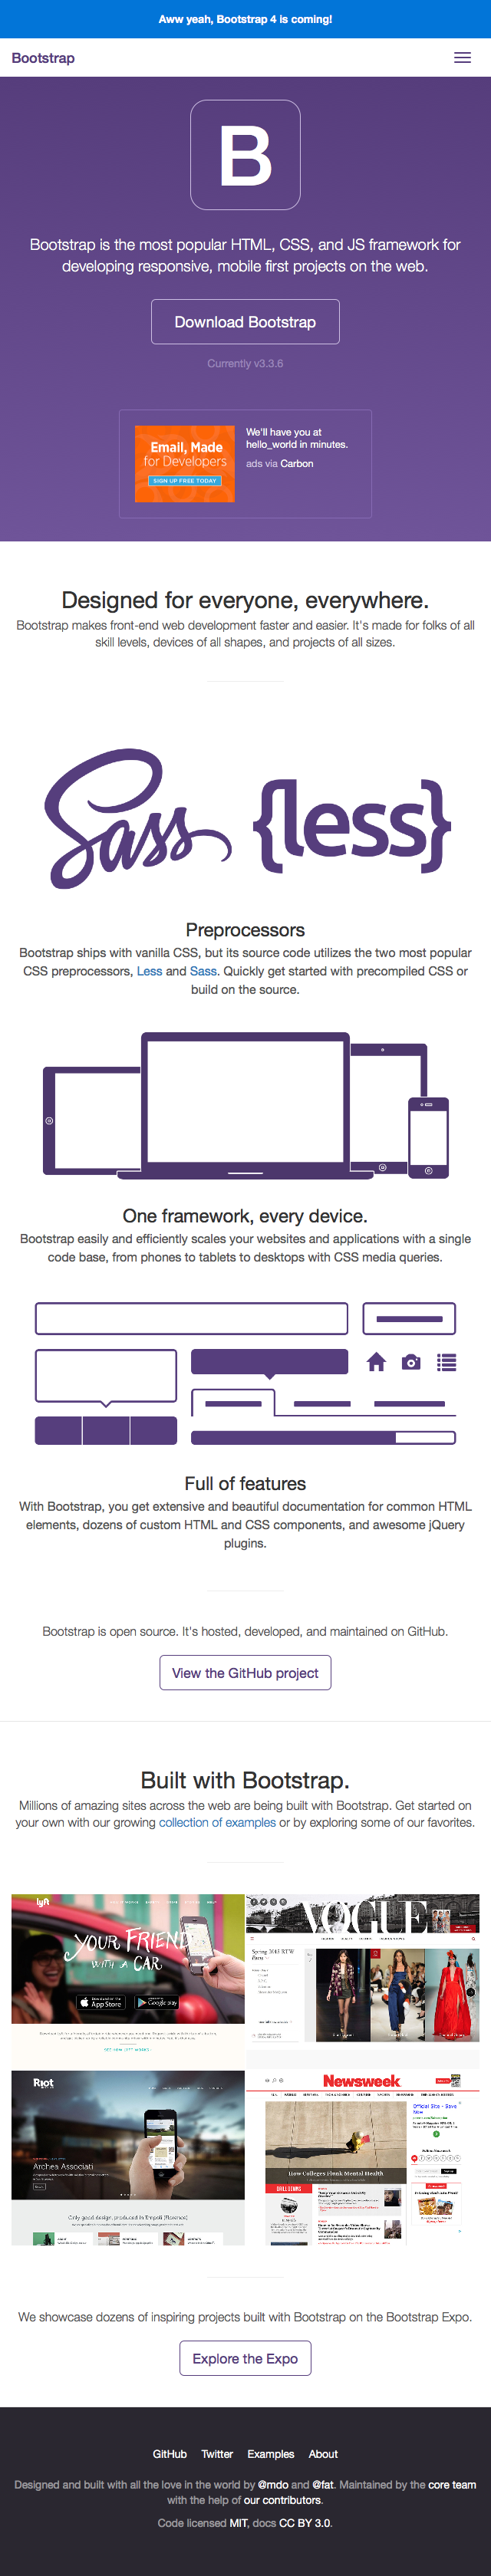 Aww yeah, Bootstrap 4 is coming!
Bootstrap
B
Bootstrap is the most popular HTML, CSS, and JS framework for
developing responsive, mobile first projects on the web.
Download Bootstrap
Currently v3.3.6
Email, Made
for Developers
SIGN UP FREE TODAY
We'll have you at
hello_world in minutes.
ads via Carbon
Designed for everyone, everywhere.
Bootstrap makes front-end web development faster and easier. It's made for folks of all
skill levels, devices of all shapes, and projects of all sizes.
Sass {less}
Preprocessors
Bootstrap ships with vanilla CSS, but its source code utilizes the two most popular
CSS preprocessors, Less and Sass. Quickly get started with precompiled CSS or
build on the source.
One framework, every device.
Bootstrap easily and efficiently scales your websites and applications with a single
code base, from phones to tablets to desktops with CSS media queries.
Full of features
With Bootstrap, you get extensive and beautiful documentation for common HTML
elements, dozens of custom HTML and CSS components, and awesome jQuery
plugins.
Bootstrap is open source. It's hosted, developed, and maintained on GitHub.
View the GitHub project
Built with Bootstrap.
Millions of amazing sites across the web are being built with Bootstrap. Get started on
your own with our growing collection of examples or by exploring some of our favorites.
lyft
YOUR FRIEND
WITH A CAR
App Store
Google play
VOGUE
Spring 2015 RTW
Riot
Archea Associati
Only good design, produced in Empoli (Florence)
Newsweek
How Colleges Flunk Mental Health
Official Site - Save
Now
We showcase dozens of inspiring projects built with Bootstrap on the Bootstrap Expo.
Explore the Expo
GitHub Twitter Examples About
Designed and built with all the love in the world by @mdo and @fat. Maintained by the core team
with the help of our contributors.
Code licensed MIT, docs CC BY 3.0.